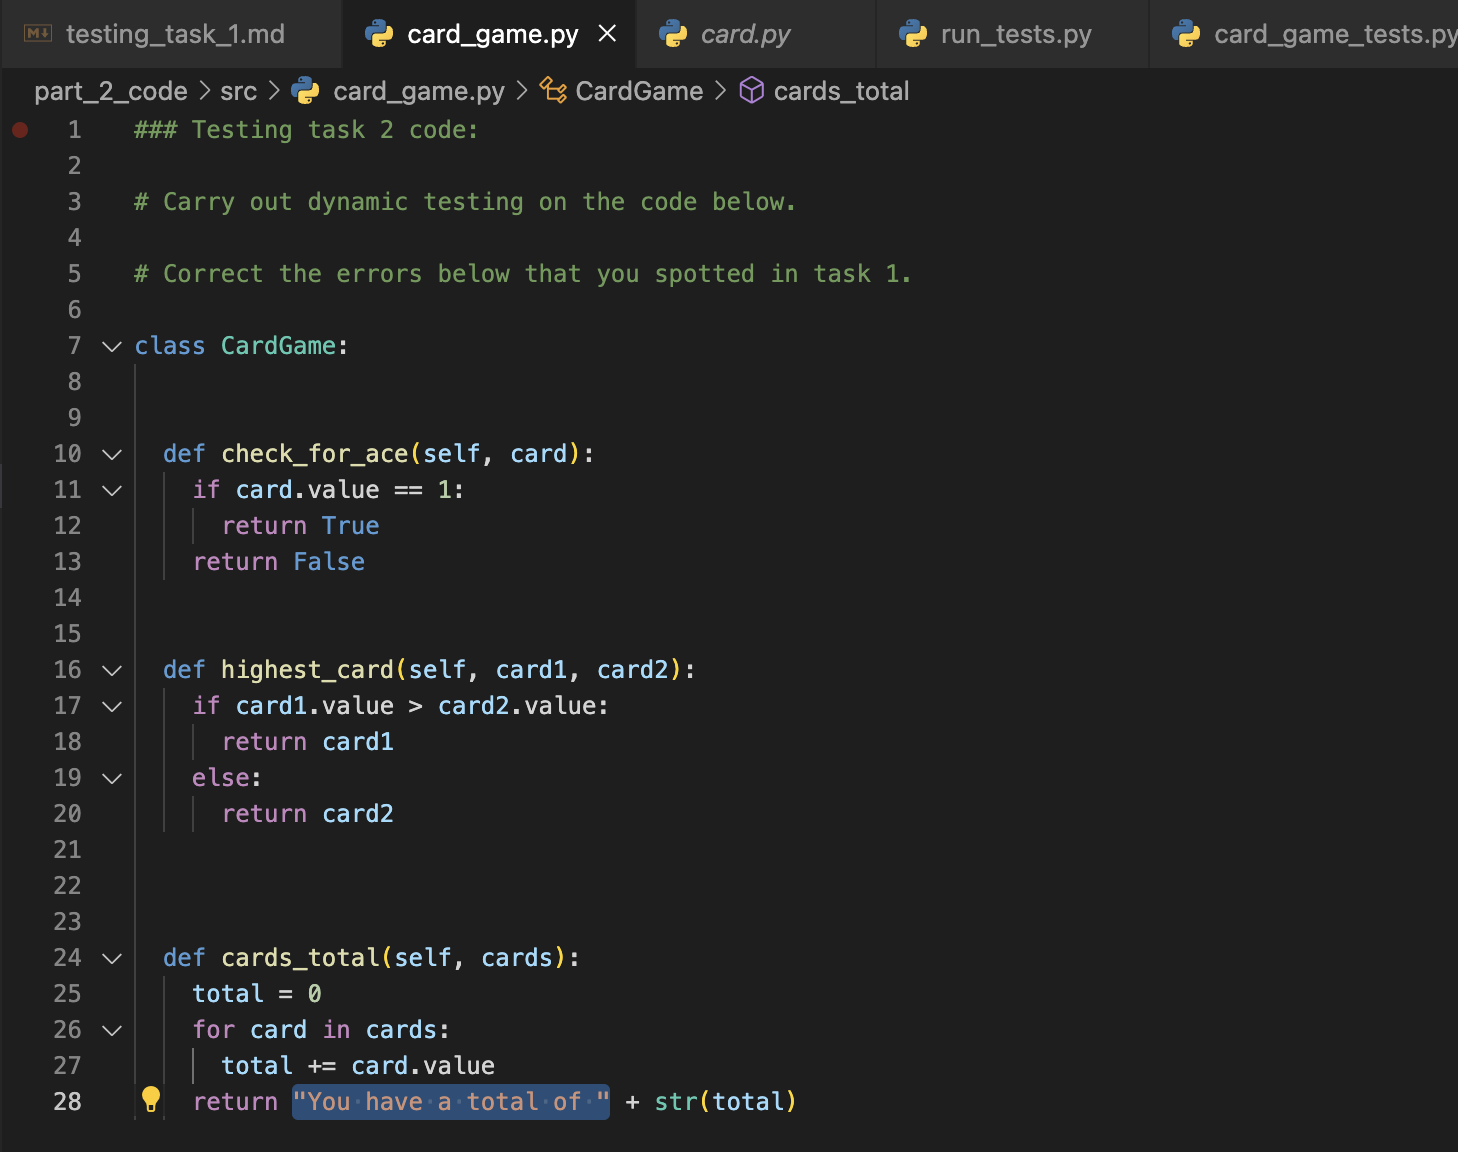 testing_task_1.md card_game.py card.py run_tests.py card_game_tests.py
part_2_code > src > card_game.py > CardGame > cards_total
1 ### Testing task 2 code:
2
3 # Carry out dynamic testing on the code below.
4
5 # Correct the errors below that you spotted in task 1.
6
7 class CardGame:
8
9
10 def check_for_ace(self, card):
11 if card.value == 1:
12 return True
13 return False
14
15
16 def highest_card(self, card1, card2):
17 if card1.value > card2.value:
18 return card1
19 else:
20 return card2
21
22
23
24 def cards_total(self, cards):
25 total = 0
26 for card in cards:
27 total += card.value
28 return "You have a total of " + str(total)